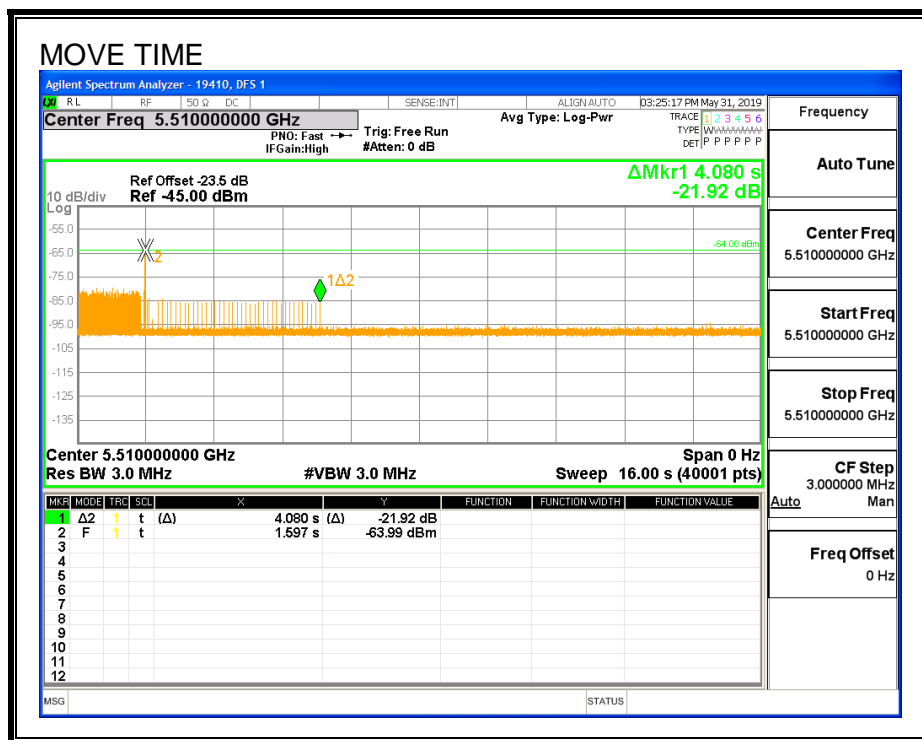 MOVE TIME
Agilent Spectrum Analyzer - 19410, DFS 1
LXI RL RF 50 Ω DC SENSE:INT ALIGN AUTO 03:25:17 PM May 31, 2019
Center Freq 5.510000000 GHz
PNO: Fast
IFGain:High
Trig: Free Run
#Atten: 0 dB
Avg Type: Log-Pwr
TRACE 1 2 3 4 5 6
TYPE WWWWWW
DET P P P P P P
ΔMkr1 4.080 s
-21.92 dB
Ref Offset -23.5 dB
10 dB/div Ref -45.00 dBm
Log
-55.0
-65.0
-75.0
-85.0
-95.0
-105
-115
-125
-135
-64.00 dBm
2
1Δ2
Center 5.510000000 GHz Span 0 Hz
Res BW 3.0 MHz #VBW 3.0 MHz Sweep 16.00 s (40001 pts)
MKR MODE TRC SCL X Y FUNCTION FUNCTION WIDTH FUNCTION VALUE
1 Δ2 1 t (Δ) 4.080 s (Δ) -21.92 dB
2 F 1 t 1.597 s -63.99 dBm
3
4
5
6
7
8
9
10
11
12
MSG STATUS
Frequency
Auto Tune
Center Freq
5.510000000 GHz
Start Freq
5.510000000 GHz
Stop Freq
5.510000000 GHz
CF Step
3.000000 MHz
Auto Man
Freq Offset
0 Hz